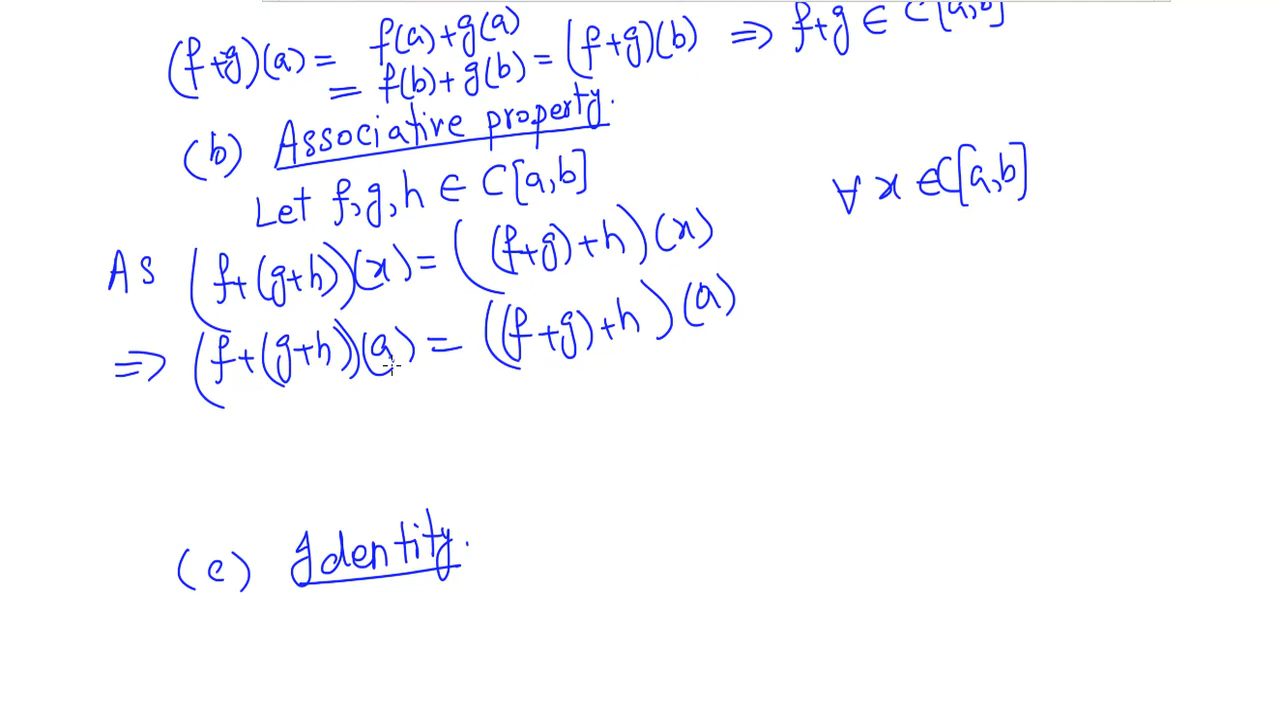 (f+g)(a) = f(a)+g(a)
= f(b)+g(b) = (f+g)(b) ⇒ f+g ∈ C[a,b]
(b) Associative property.
Let f,g,h ∈ C[a,b]
∀ x ∈ C[a,b]
As (f+(g+h))(x) = ((f+g)+h)(x)
⇒ (f+(g+h))(a) = ((f+g)+h)(a)
(c) Identity.